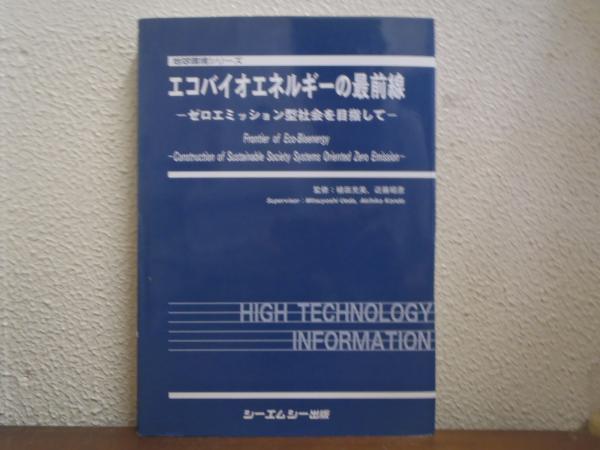 地球環境シリーズ
エコバイオエネルギーの最前線
−ゼロエミッション型社会を目指して−
Frontier of Eco-Bioenergy
−Construction of Sustainable Society Systems Oriented Zero Emission−
監修：植田充美，近藤昭彦
Supervisor：Mitsuyoshi Ueda, Akihiko Kondo
HIGH TECHNOLOGY
INFORMATION
シーエムシー出版